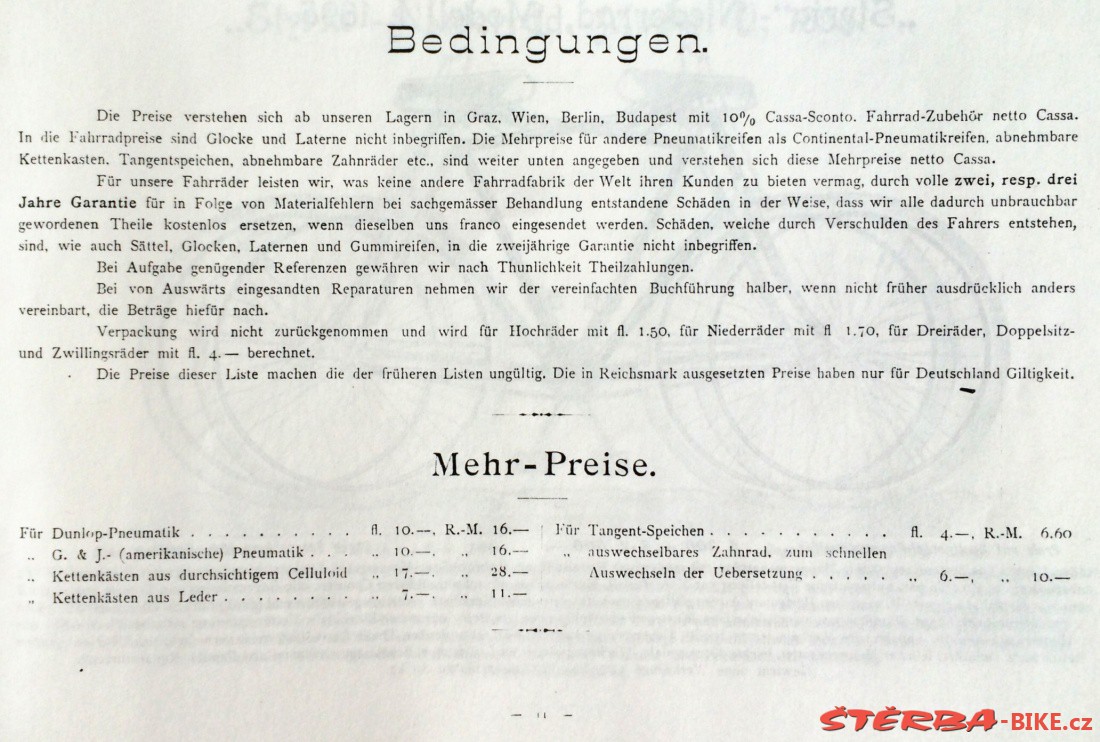 Bedingungen.
Die Preise verstehen sich ab unseren Lagern in Graz, Wien, Berlin, Budapest mit 10% Cassa-Sconto. Fahrrad-Zubehör netto Cassa.
In die Fahrradpreise sind Glocke und Laterne nicht inbegriffen. Die Mehrpreise für andere Pneumatikreifen als Continental-Pneumatikreifen, abnehmbare
Kettenkasten. Tangentspeichen, abnehmbare Zahnräder etc., sind weiter unten angegeben und verstehen sich diese Mehrpreise netto Cassa.
Für unsere Fahrräder leisten wir, was keine andere Fahrradfabrik der Welt ihren Kunden zu bieten vermag, durch volle zwei, resp. drei
Jahre Garantie für in Folge von Materialfehlern bei sachgemässer Behandlung entstandene Schäden in der Weise, dass wir alle dadurch unbrauchbar
gewordenen Theile kostenlos ersetzen, wenn dieselben uns franco eingesendet werden. Schäden, welche durch Verschulden des Fahrers entstehen,
sind, wie auch Sättel, Glocken, Laternen und Gummireifen, in die zweijährige Garantie nicht inbegriffen.
Bei Aufgabe genügender Referenzen gewähren wir nach Thunlichkeit Theilzahlungen.
Bei von Auswärts eingesandten Reparaturen nehmen wir der vereinfachten Buchführung halber, wenn nicht früher ausdrücklich anders
vereinbart, die Beträge hiefür nach.
Verpackung wird nicht zurückgenommen und wird für Hochräder mit fl. 1.50, für Niederräder mit fl 1.70, für Dreiräder, Doppelsitz-
und Zwillingsräder mit fl. 4.— berechnet.
Die Preise dieser Liste machen die der früheren Listen ungültig. Die in Reichsmark ausgesetzten Preise haben nur für Deutschland Giltigkeit.
Mehr-Preise.
Für Dunlop-Pneumatik . . . . . . . . . . fl. 10.—, R.-M. 16.—
„ G. & J.- (amerikanische) Pneumatik . . . „ 10.—, „ 16.—
„ Kettenkästen aus durchsichtigem Celluloid „ 17.—. „ 28.—
„ Kettenkästen aus Leder . . . . . . . . „ 7.—. „ 11.—
Für Tangent-Speichen . . . . . . . . . . fl. 4.—, R.-M. 6.60
„ auswechselbares Zahnrad, zum schnellen
Auswechseln der Uebersetzung . . . . . „ 6.—, „ 10.—
ŠTĚRBA-BIKE.cz